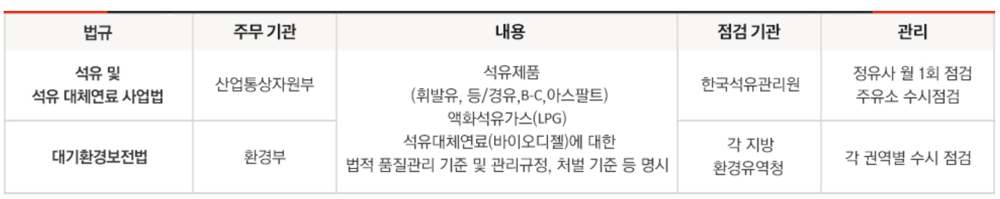 법규
주무 기관
내용
점검 기관
관리
석유 및
석유 대체연료 사업법
산업통상자원부
석유제품
(휘발유, 등/경유,B-C,아스팔트)
액화석유가스(LPG)
석유대체연료(바이오디젤)에 대한
법적 품질관리 기준 및 관리규정, 처벌 기준 등 명시
한국석유관리원
정유사 월 1회 점검
주유소 수시점검
대기환경보전법
환경부
각 지방
환경유역청
각 권역별 수시 점검